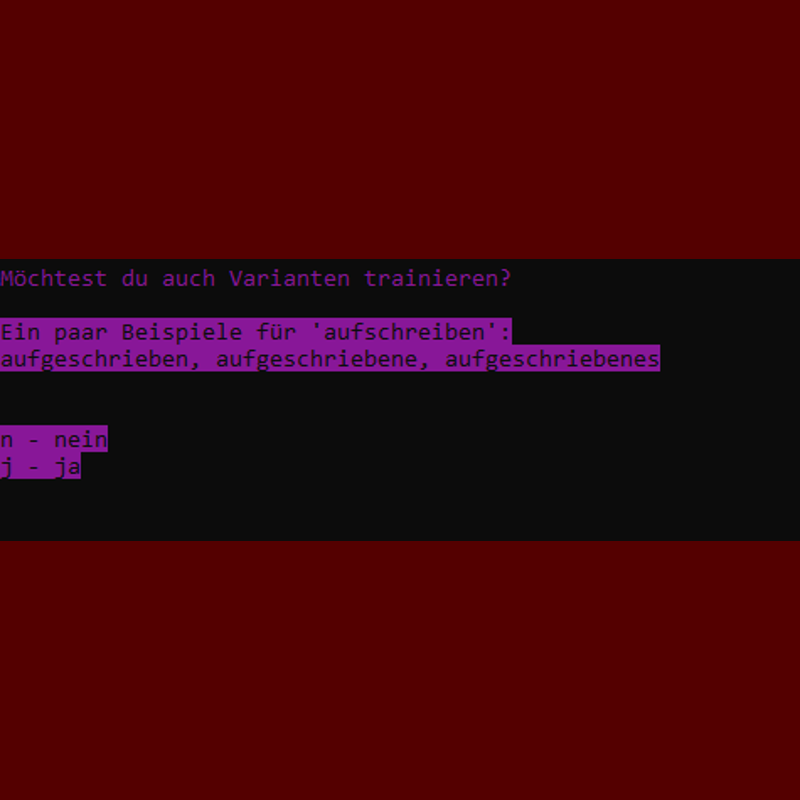 Möchtest du auch Varianten trainieren?
Ein paar Beispiele für 'aufschreiben':
aufgeschrieben, aufgeschriebene, aufgeschriebenes
n - nein
j - ja